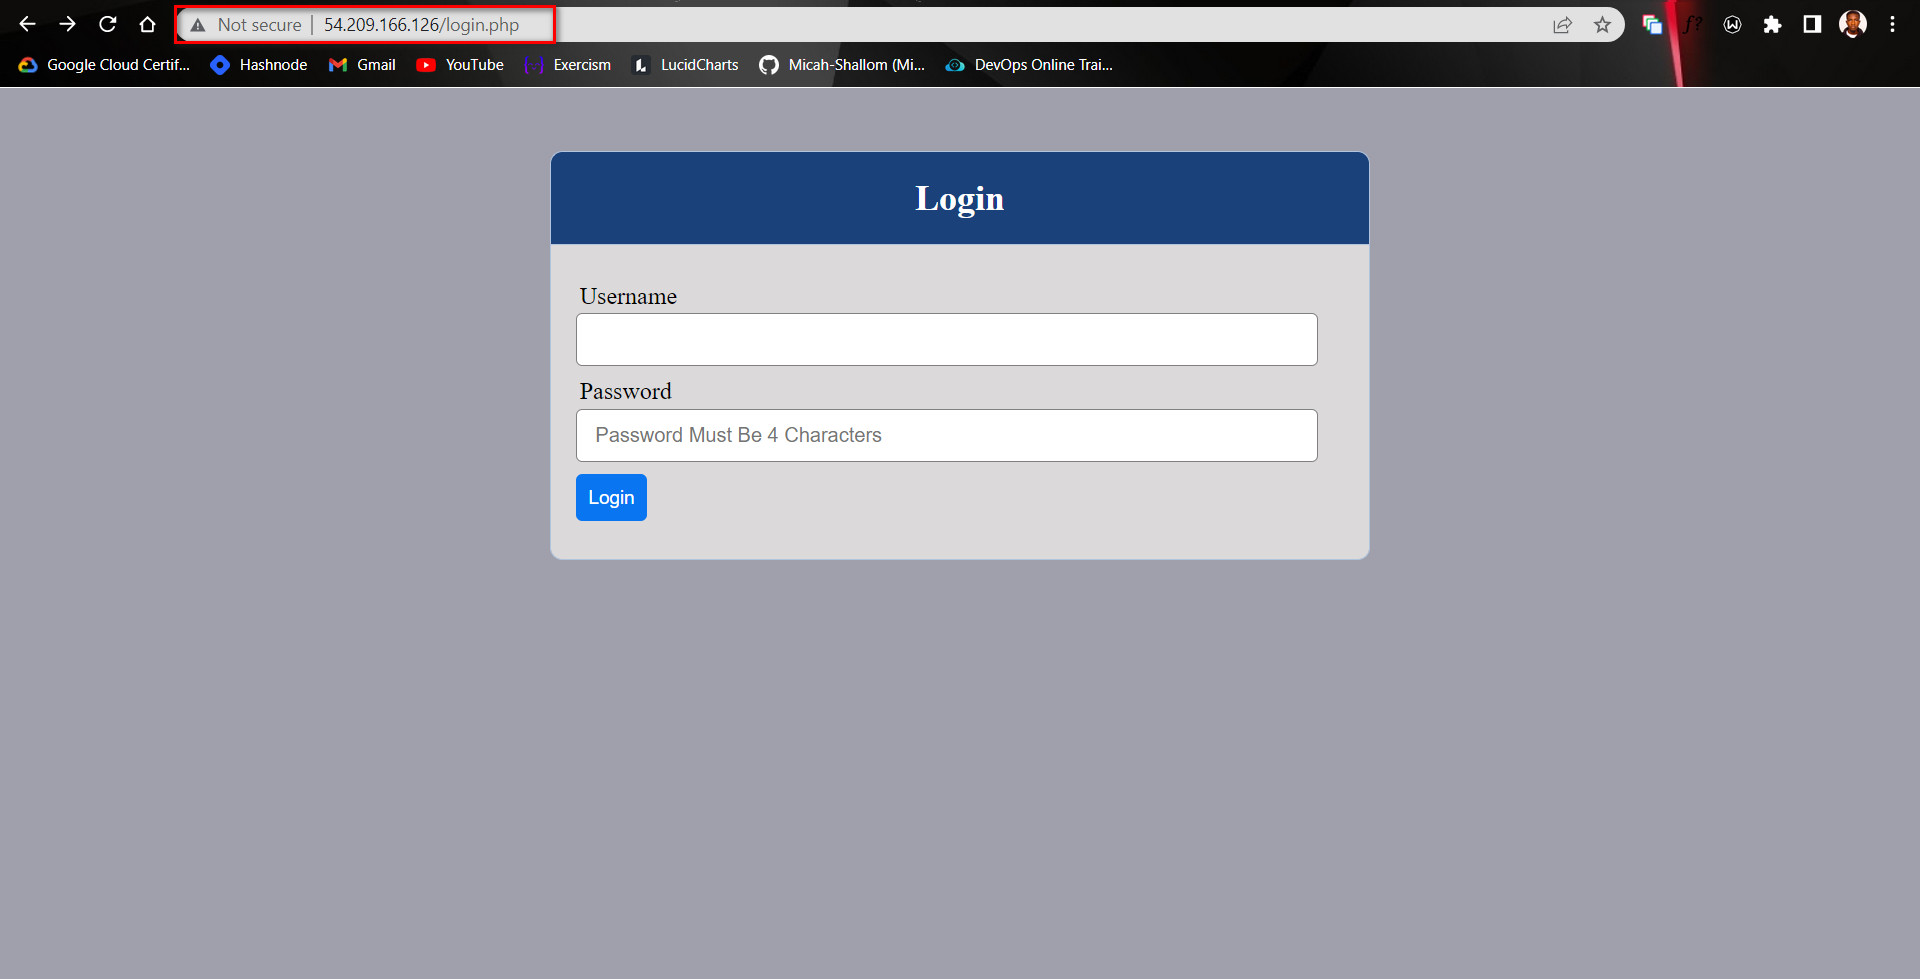 Not secure | 54.209.166.126/login.php
f?
Google Cloud Certif... Hashnode Gmail YouTube Exercism LucidCharts Micah-Shallom (Mi... DevOps Online Trai...
Login
Username
Password
Password Must Be 4 Characters
Login